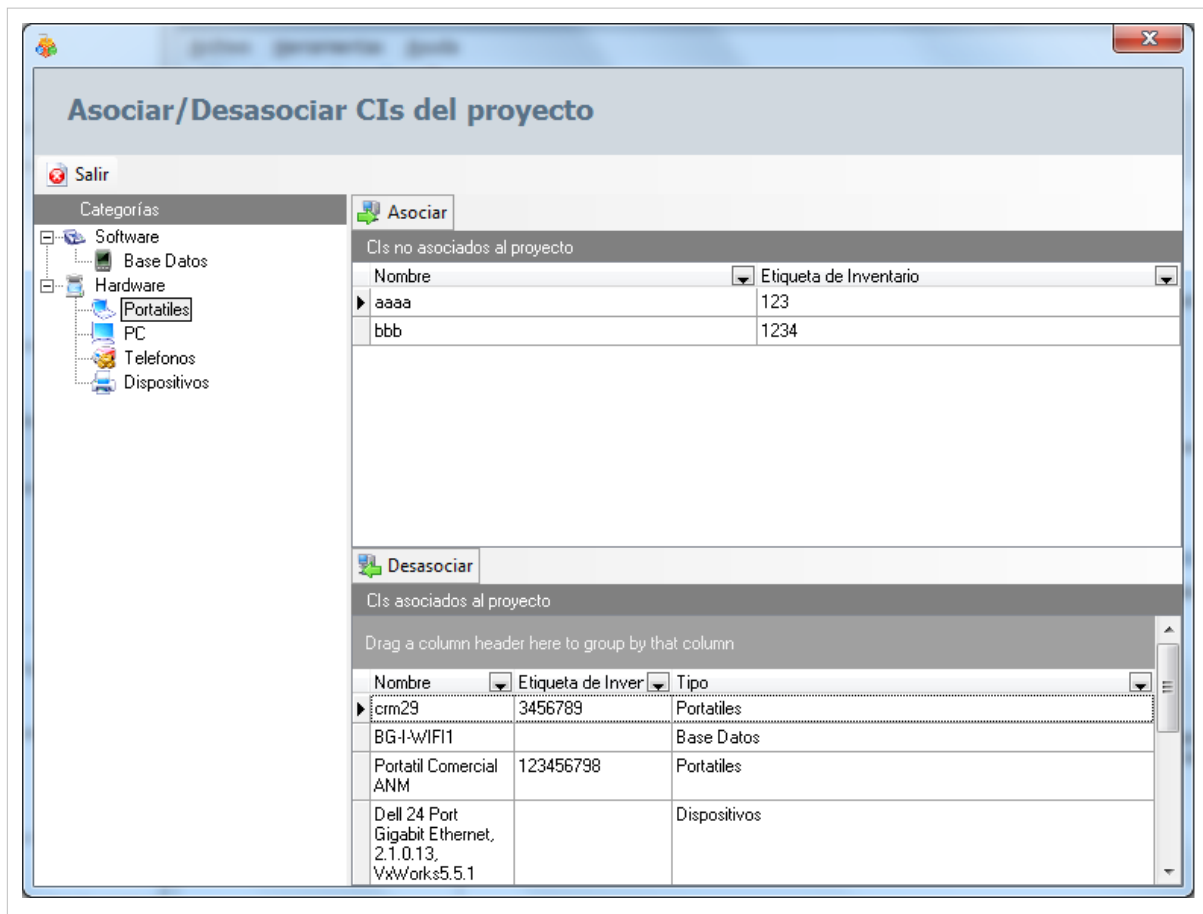 Archivo Herramientas Ayuda
Asociar/Desasociar CIs del proyecto
Salir
Categorías
Software
Base Datos
Hardware
Portatiles
PC
Telefonos
Dispositivos
Asociar
CIs no asociados al proyecto
Nombre Etiqueta de Inventario
aaaa 123
bbb 1234
Desasociar
CIs asociados al proyecto
Drag a column header here to group by that column
Nombre Etiqueta de Inver Tipo
crm29 3456789 Portatiles
BG-I-WIFI1 Base Datos
Portatil Comercial 123456798 Portatiles
ANM
Dell 24 Port Dispositivos
Gigabit Ethernet,
2.1.0.13,
VxWorks5.5.1